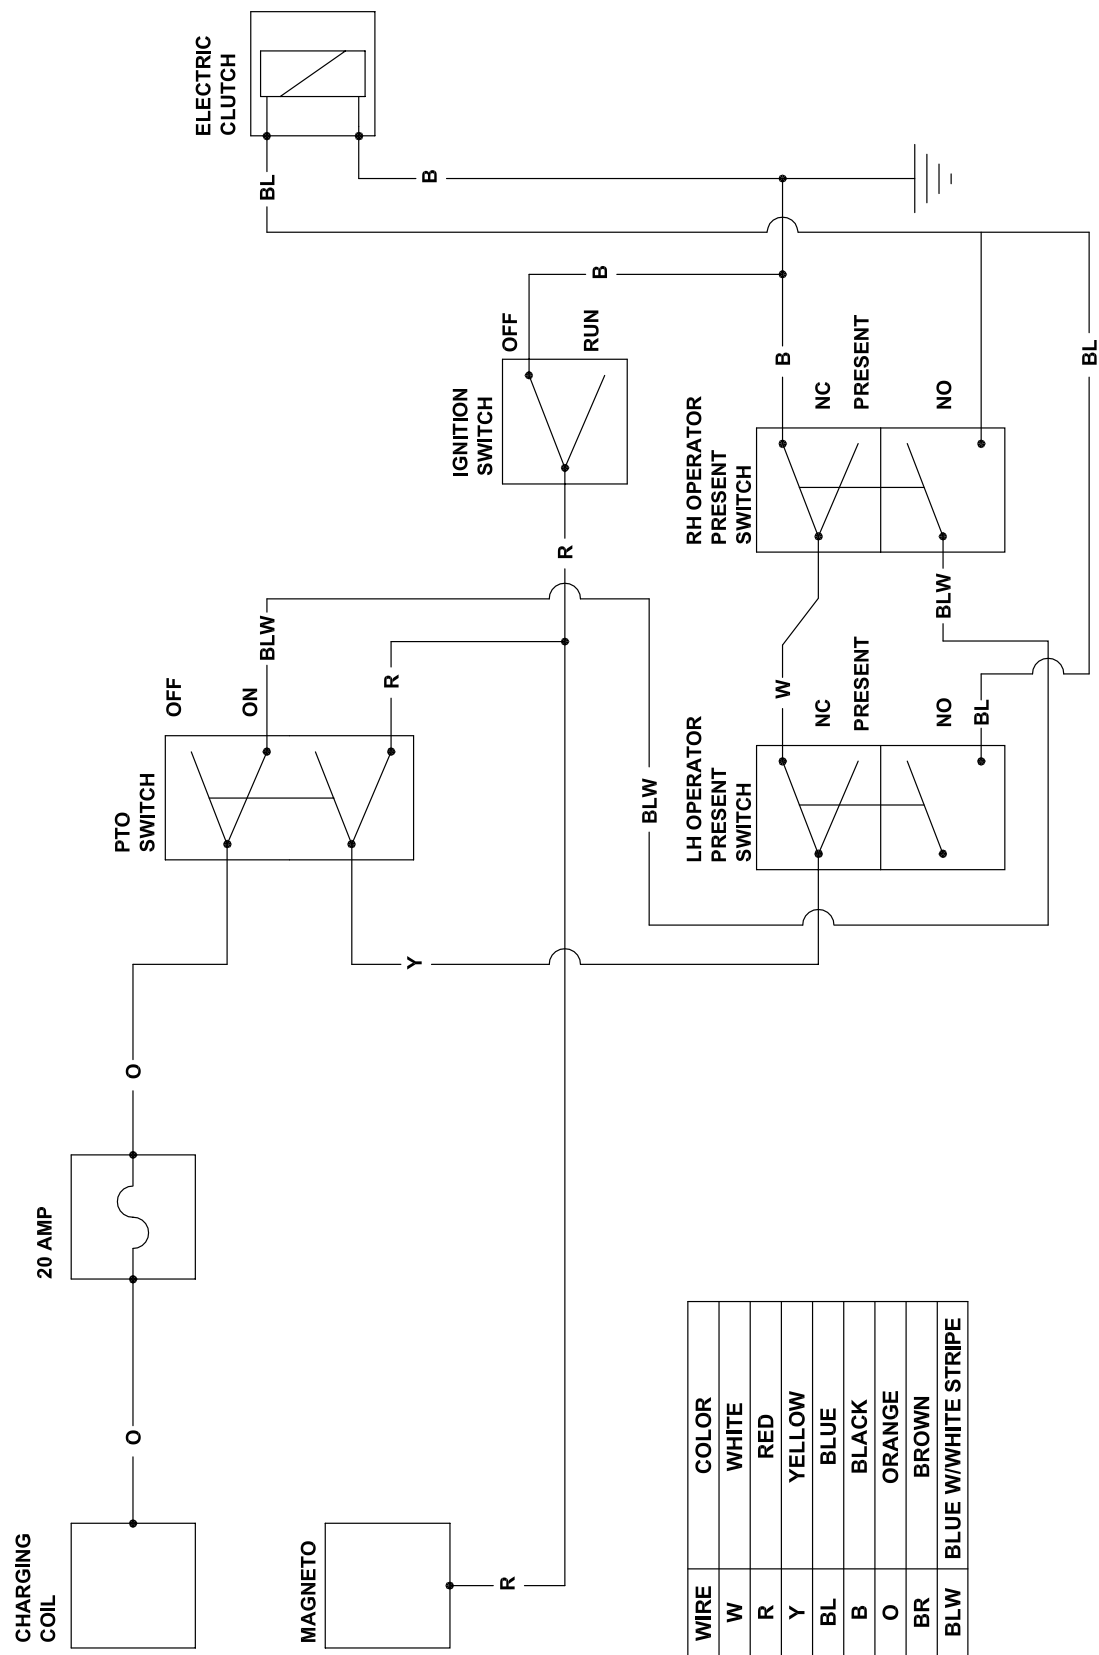 CHARGING
COIL
O
20 AMP
O
PTO
SWITCH
OFF
ON
BLW
R
ELECTRIC
CLUTCH
BL
B
MAGNETO
R
Y
IGNITION
SWITCH
OFF
RUN
R
B
BLW
LH OPERATOR
PRESENT
SWITCH
NC
PRESENT
NO
W
BL
RH OPERATOR
PRESENT
SWITCH
NC
PRESENT
NO
B
BLW
BL
WIRE COLOR
W WHITE
R RED
Y YELLOW
BL BLUE
B BLACK
O ORANGE
BR BROWN
BLW BLUE W/WHITE STRIPE